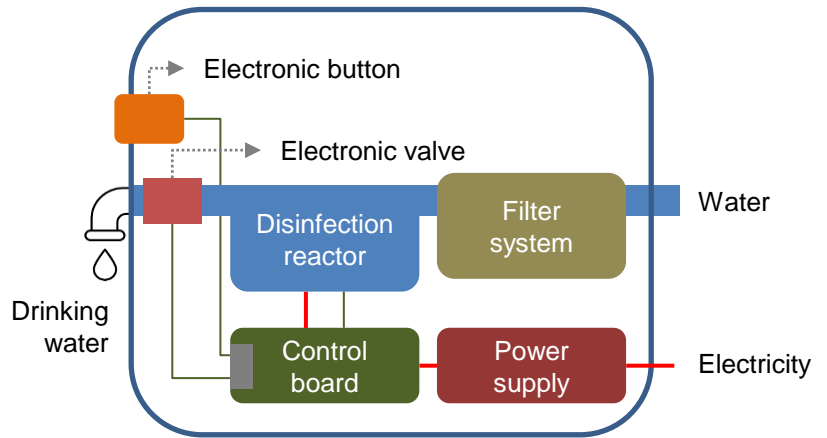 Electronic button
Electronic valve
Water
Filter
system
Disinfection
reactor
Drinking
water
Control
board
Power
supply
Electricity